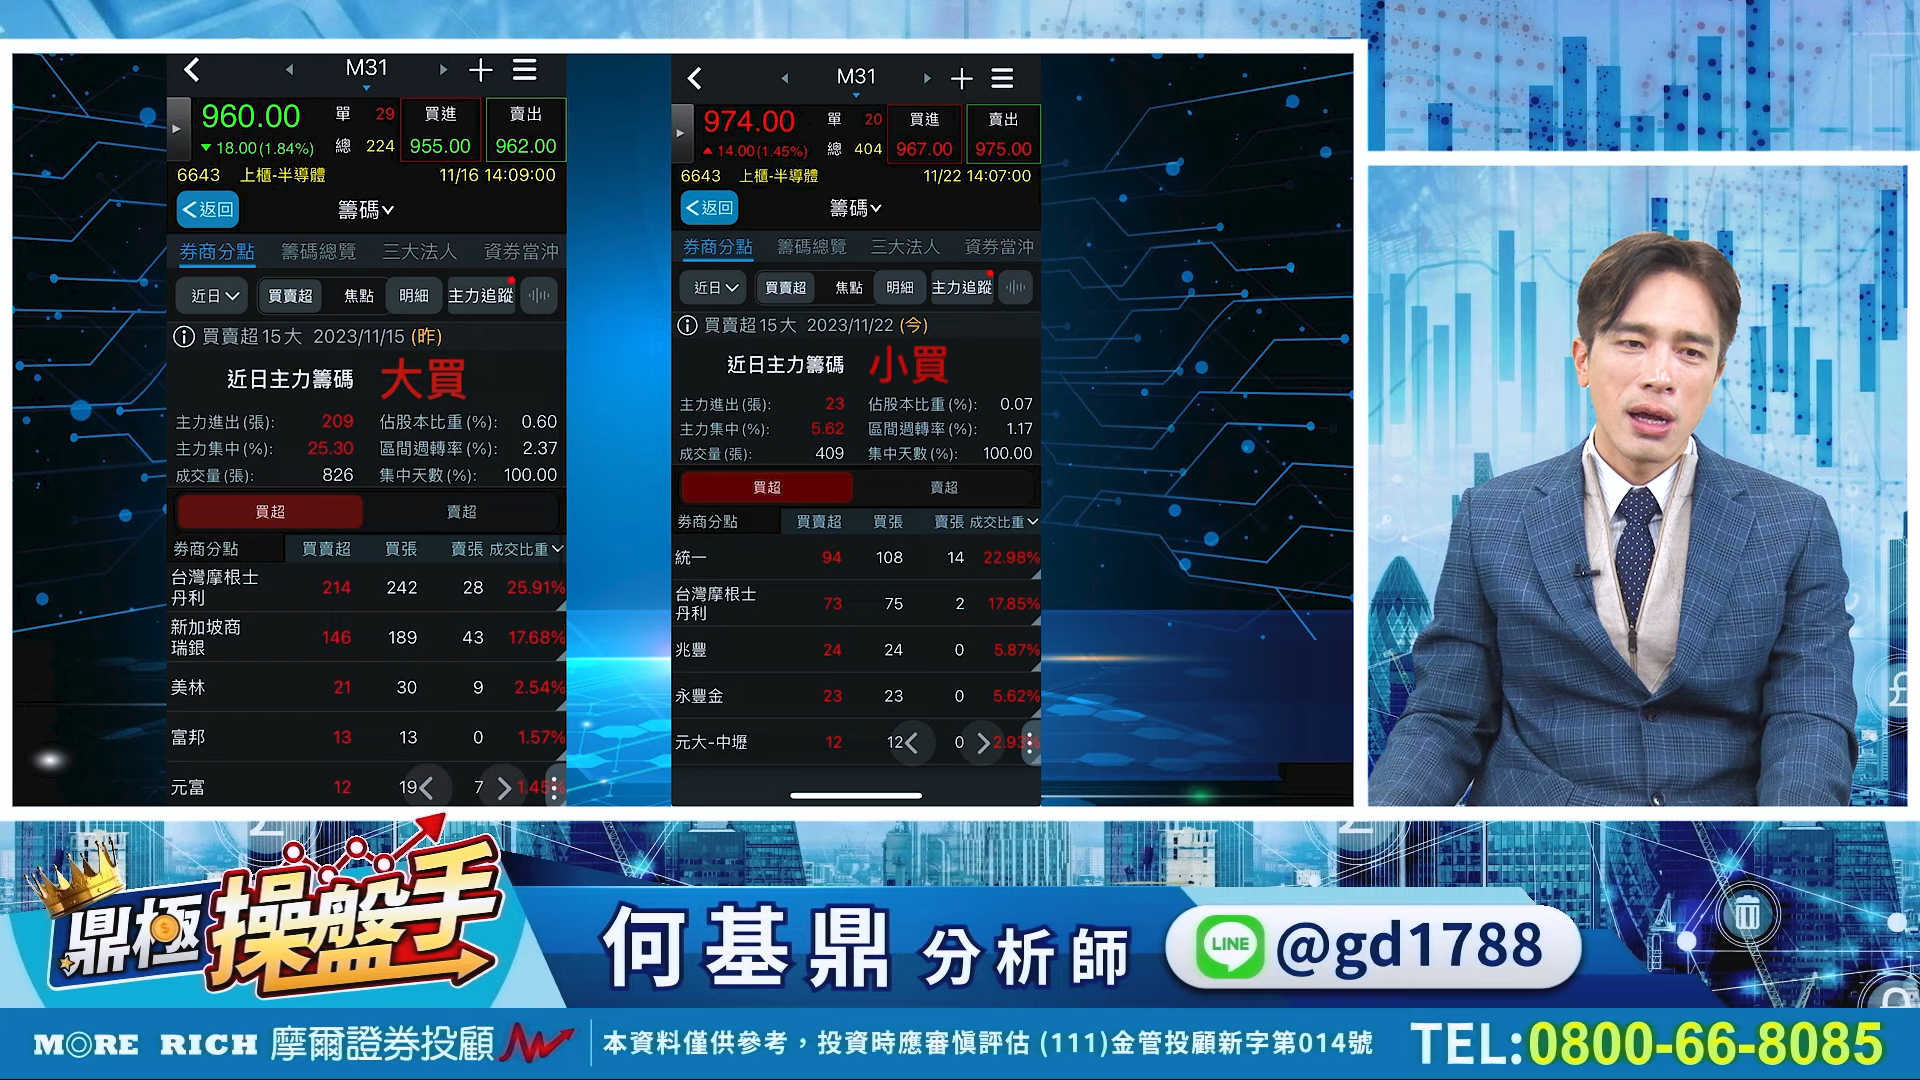 M31
960.00
單 29
買進
賣出
18.00(1.84%)
總 224
955.00
962.00
6643 上櫃-半導體
11/16 14:09:00
返回
籌碼
券商分點 籌碼總覽 三大法人 資券當沖
近日 買賣超 焦點 明細 主力追蹤
買賣超15大 2023/11/15 (昨)
近日主力籌碼 大買
主力進出(張): 209 佔股本比重(%): 0.60
主力集中(%): 25.30 區間週轉率(%): 2.37
成交量(張): 826 集中天數(%): 100.00
買超 賣超
券商分點 買賣超 買張 賣張 成交比重
台灣摩根士丹利 214 242 28 25.91%
新加坡商瑞銀 146 189 43 17.68%
美林 21 30 9 2.54%
富邦 13 13 0 1.57%
元富 12 19 7 1.45
M31
974.00
單 20
買進
賣出
14.00(1.45%)
總 404
967.00
975.00
6643 上櫃-半導體
11/22 14:07:00
返回
籌碼
券商分點 籌碼總覽 三大法人 資券當沖
近日 買賣超 焦點 明細 主力追蹤
買賣超15大 2023/11/22 (今)
近日主力籌碼 小買
主力進出(張): 23 佔股本比重(%): 0.07
主力集中(%): 5.62 區間週轉率(%): 1.17
成交量(張): 409 集中天數(%): 100.00
買超 賣超
券商分點 買賣超 買張 賣張 成交比重
統一 94 108 14 22.98%
台灣摩根士丹利 73 75 2 17.85%
兆豐 24 24 0 5.87%
永豐金 23 23 0 5.62%
元大-中壢 12 12 0 2.93%
鼎極操盤手
何基鼎 分析師
LINE @gd1788
MORE RICH 摩爾證券投顧
本資料僅供參考，投資時應審慎評估 (111)金管投顧新字第014號
TEL:0800-66-8085